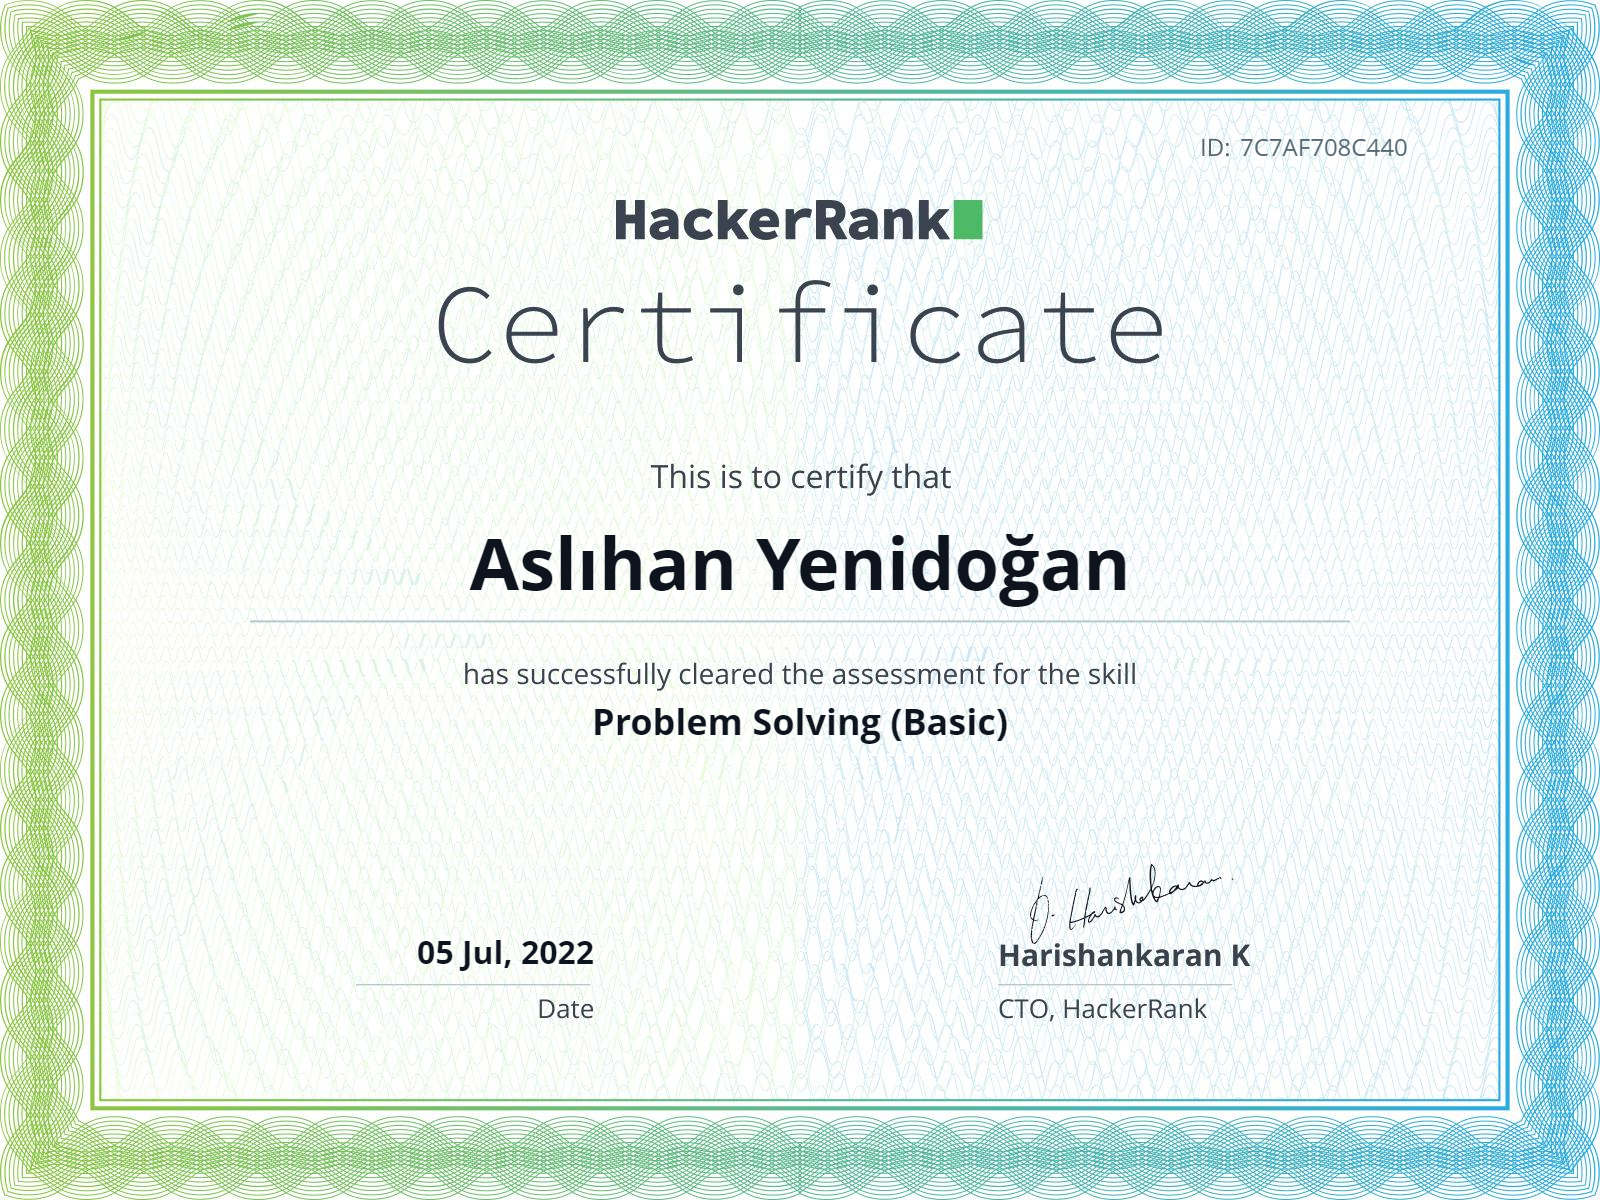 ID: 7C7AF708C440
HackerRank
Certificate
This is to certify that
Aslıhan Yenidoğan
has successfully cleared the assessment for the skill
Problem Solving (Basic)
05 Jul, 2022
Date
D. Harishankaran
Harishankaran K
CTO, HackerRank